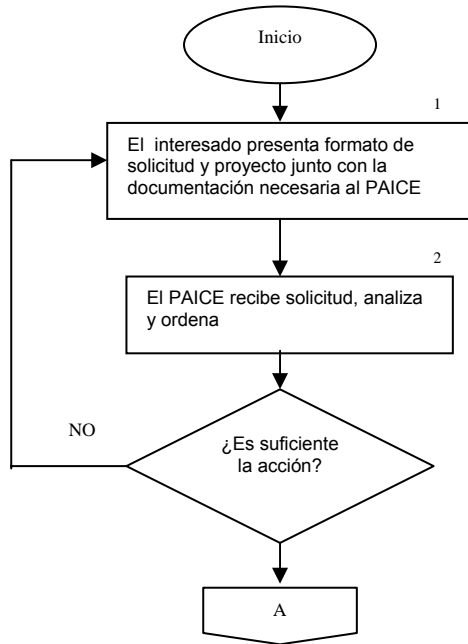 Inicio
1
El interesado presenta formato de
solicitud y proyecto junto con la
documentación necesaria al PAICE
2
El PAICE recibe solicitud, analiza
y ordena
NO
¿Es suficiente
la acción?
A